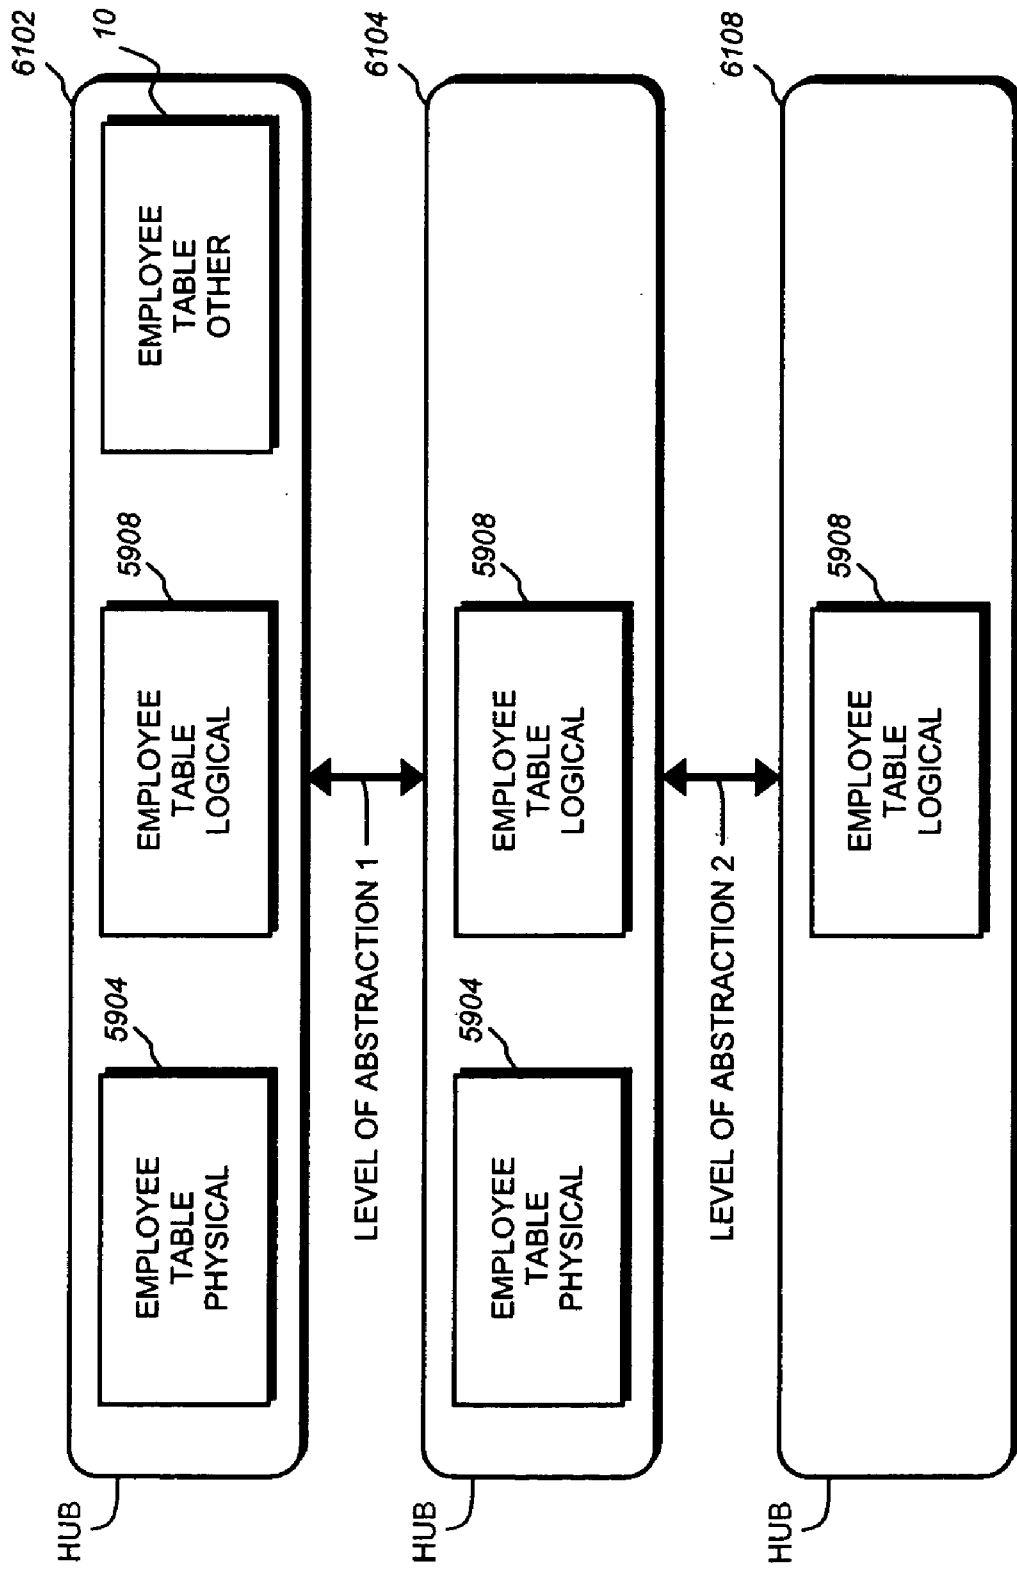 HUB
6102
EMPLOYEE
TABLE
PHYSICAL
5904
EMPLOYEE
TABLE
LOGICAL
5908
EMPLOYEE
TABLE
OTHER
10
LEVEL OF ABSTRACTION 1
HUB
6104
EMPLOYEE
TABLE
PHYSICAL
5904
EMPLOYEE
TABLE
LOGICAL
5908
LEVEL OF ABSTRACTION 2
HUB
6108
EMPLOYEE
TABLE
LOGICAL
5908